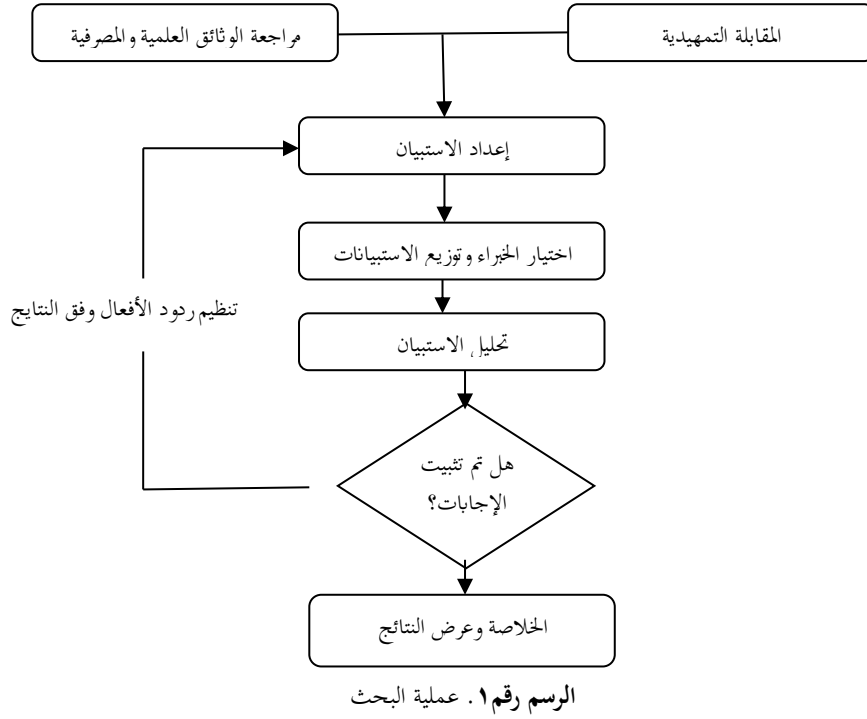 المقابلة التمهيدية
مراجعة الوثائق العلمية والمصرفية
إعداد الاستبيان
اختيار الخبراء وتوزيع الاستبيانات
تنظيم ردود الأفعال وفق النتايج
تحليل الاستبيان
هل تم تثبيت
الإجابات؟
الخلاصة وعرض النتائج
الرسم رقم١. عملية البحث